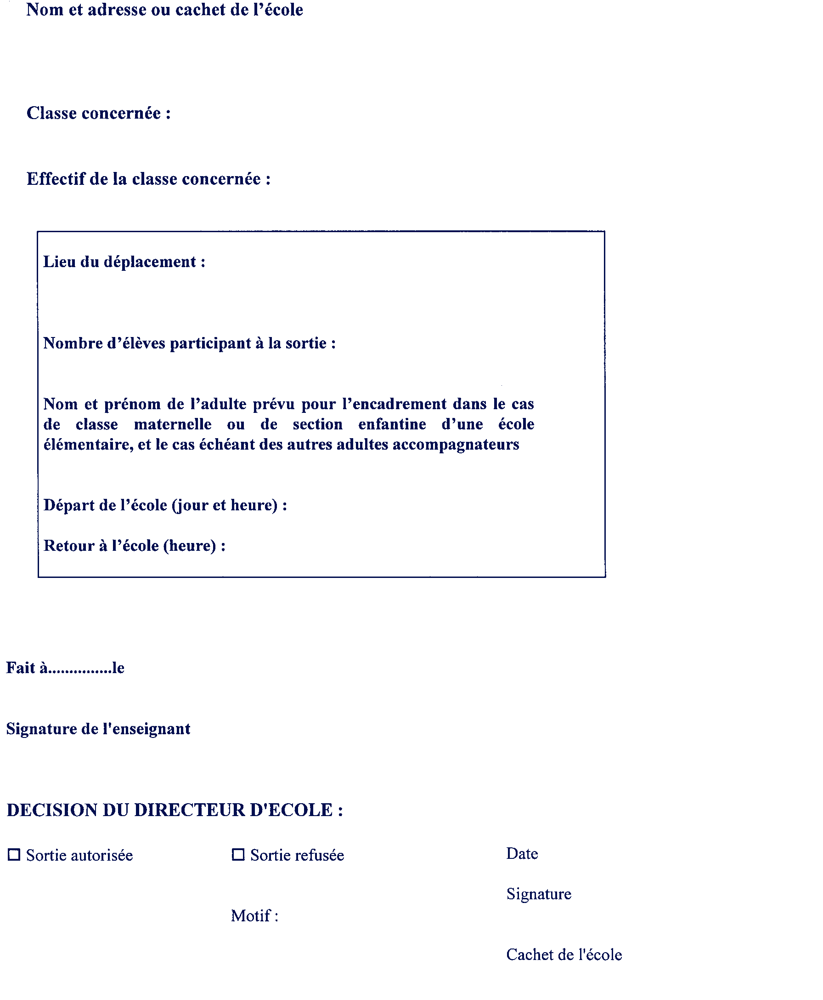 Nom et adresse ou cachet de l’école
Classe concernée :
Effectif de la classe concernée :
Lieu du déplacement :
Nombre d’élèves participant à la sortie :
Nom et prénom de l’adulte prévu pour l’encadrement dans le cas
de classe maternelle ou de section enfantine d’une école
élémentaire, et le cas échéant des autres adultes accompagnateurs
Départ de l’école (jour et heure) :
Retour à l’école (heure) :
Fait à...............le
Signature de l'enseignant
DECISION DU DIRECTEUR D'ECOLE :
☐ Sortie autorisée ☐ Sortie refusée Date
Signature
Motif :
Cachet de l'école